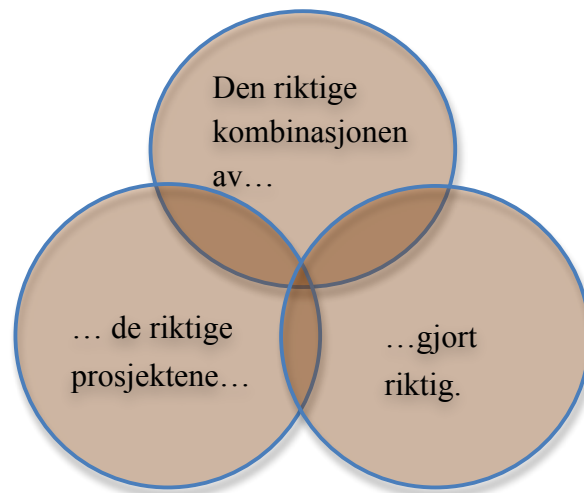 Den riktige
kombinasjonen
av…
… de riktige
prosjektene…
…gjort
riktig.